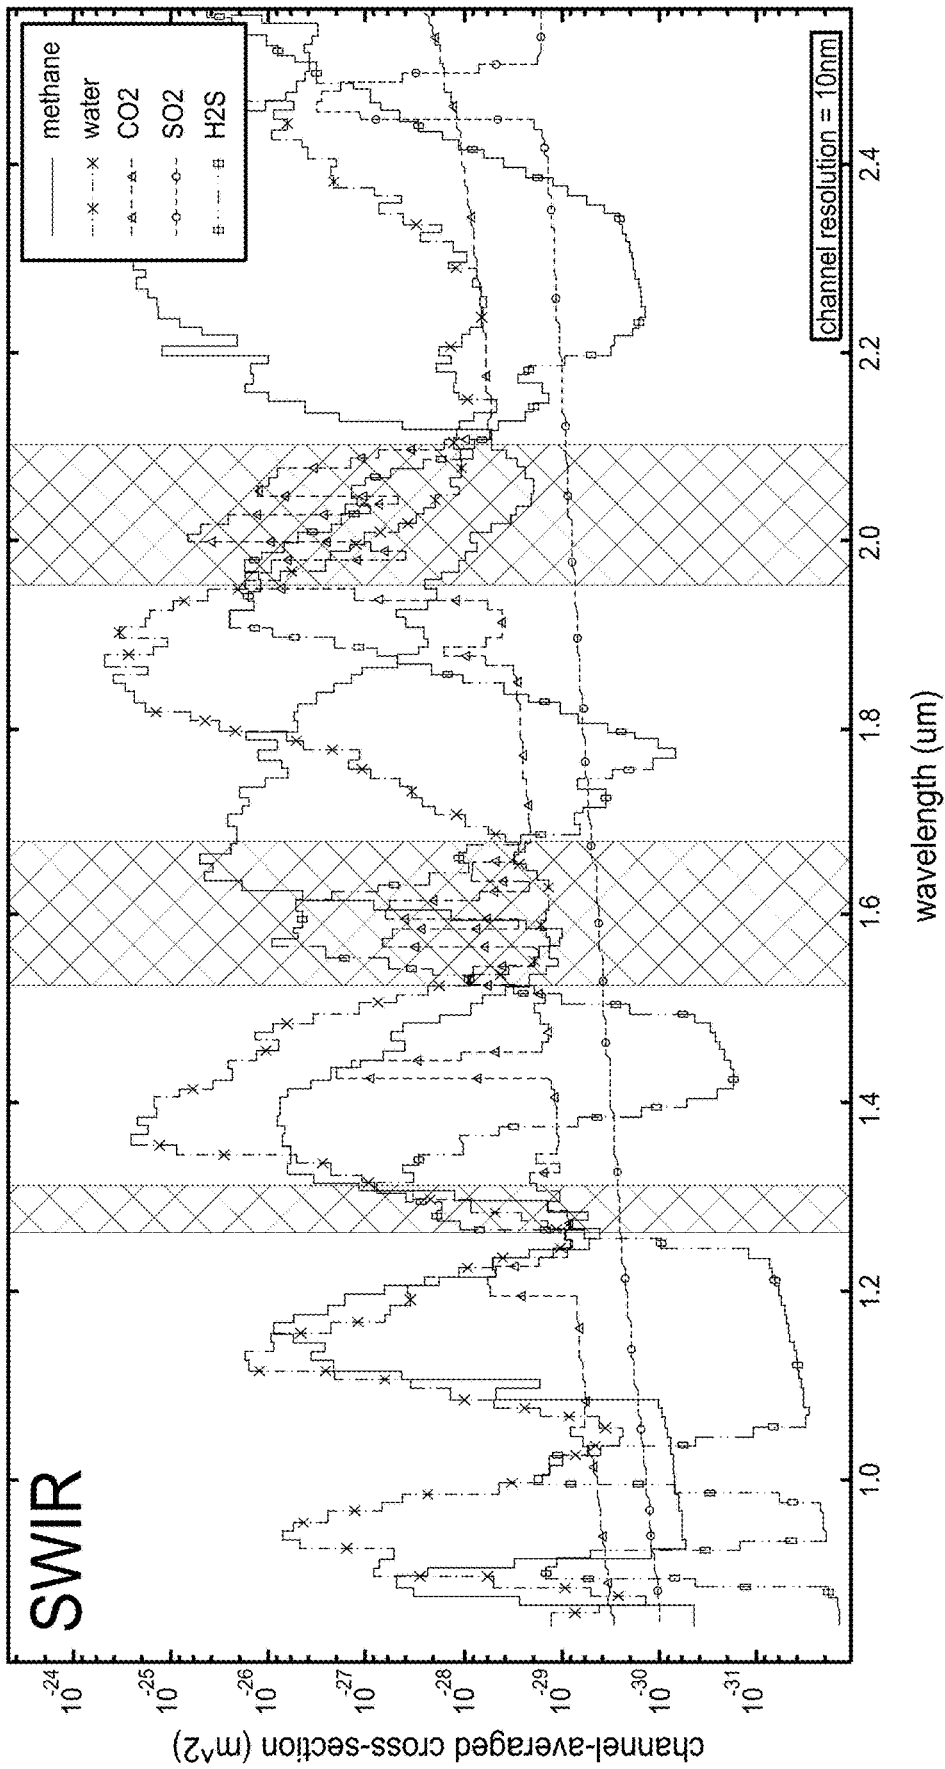 SWIR
methane
water
CO2
SO2
H2S
channel resolution = 10nm
channel-averaged cross-section (m^2)
10^-24
10^-25
10^-26
10^-27
10^-28
10^-29
10^-30
10^-31
1.0
1.2
1.4
1.6
1.8
2.0
2.2
2.4
wavelength (um)